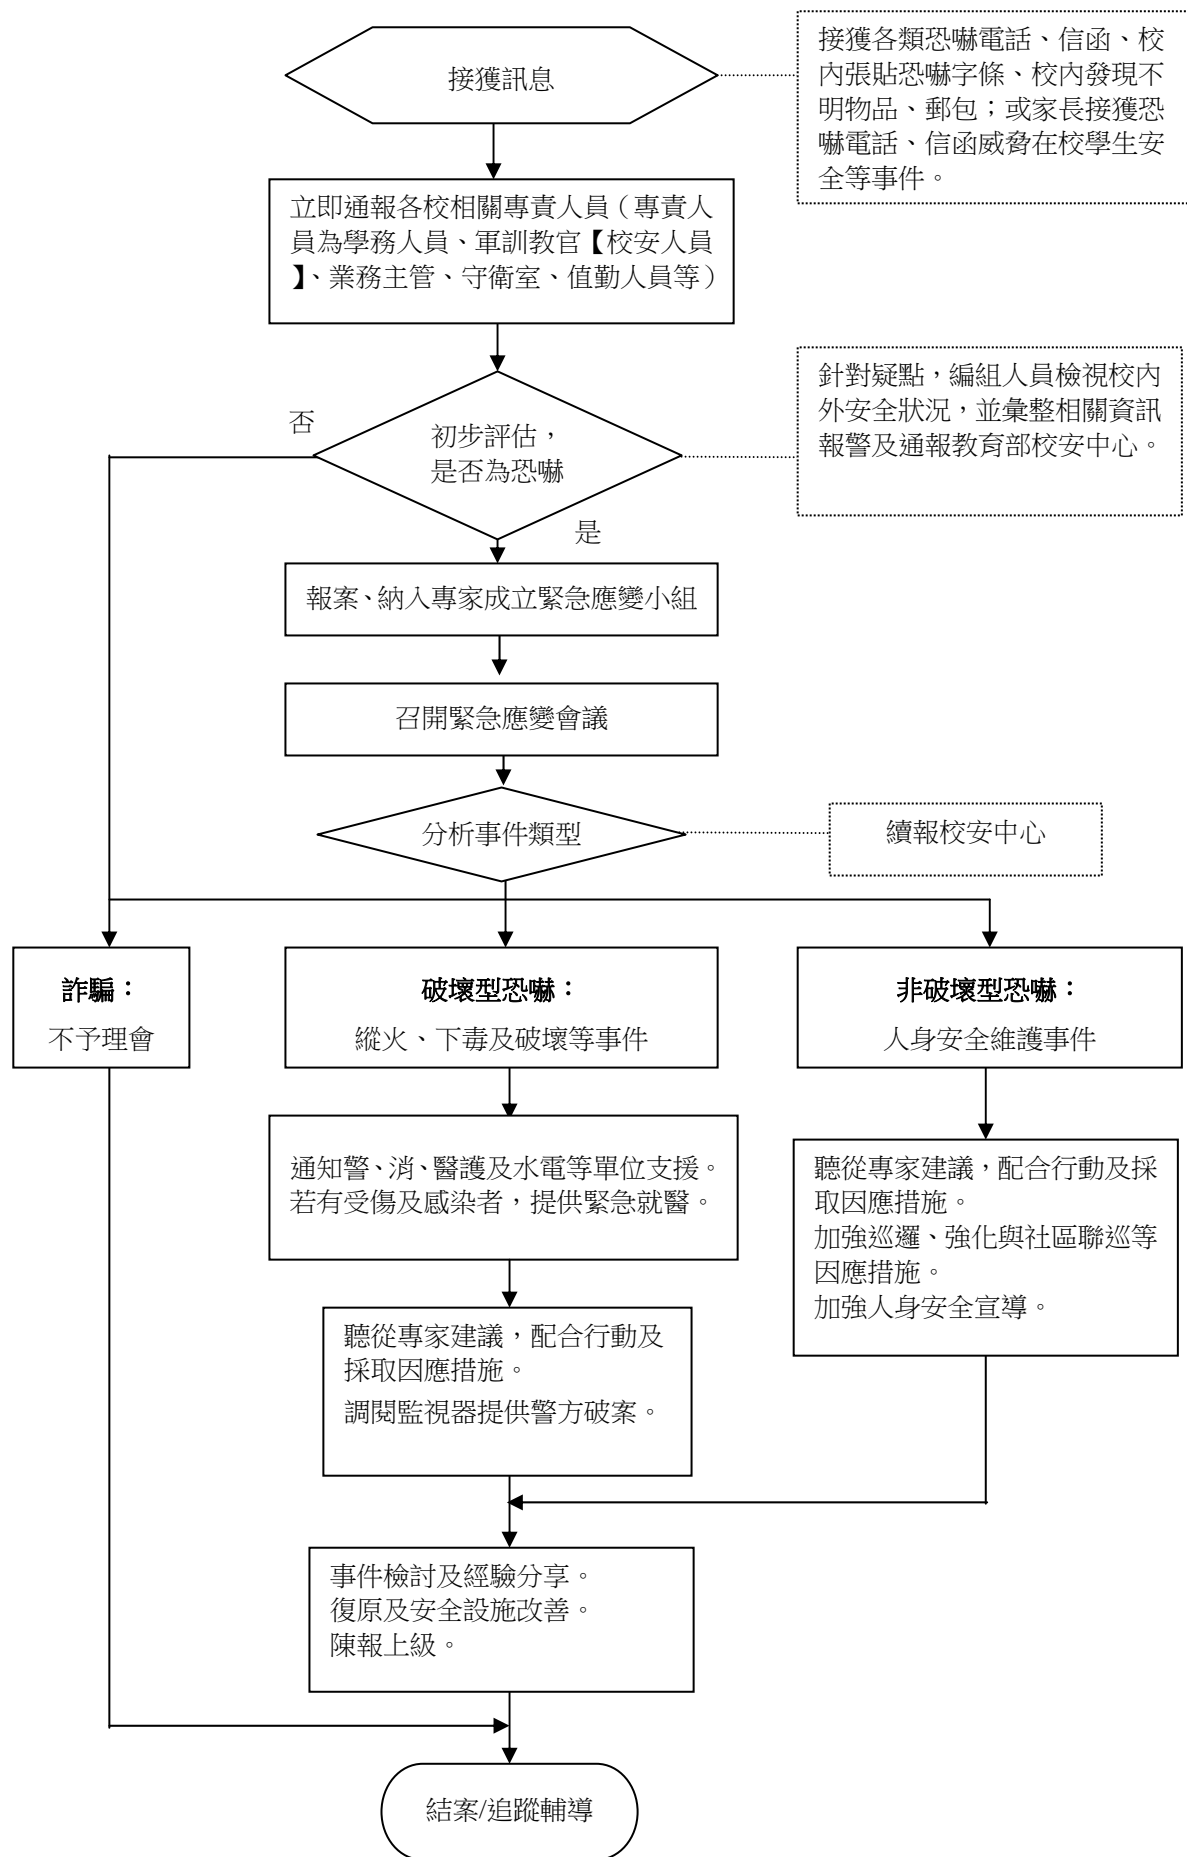 接獲訊息
接獲各類恐嚇電話、信函、校
內張貼恐嚇字條、校內發現不
明物品、郵包；或家長接獲恐
嚇電話、信函威脅在校學生安
全等事件。
立即通報各校相關專責人員（專責人
員為學務人員、軍訓教官【校安人員
】、業務主管、守衛室、值勤人員等）
初步評估，
是否為恐嚇
否
是
針對疑點，編組人員檢視校內
外安全狀況，並彙整相關資訊
報警及通報教育部校安中心。
報案、納入專家成立緊急應變小組
召開緊急應變會議
分析事件類型
續報校安中心
詐騙：
不予理會
破壞型恐嚇：
縱火、下毒及破壞等事件
非破壞型恐嚇：
人身安全維護事件
通知警、消、醫護及水電等單位支援。
若有受傷及感染者，提供緊急就醫。
聽從專家建議，配合行動及採
取因應措施。
加強巡邏、強化與社區聯巡等
因應措施。
加強人身安全宣導。
聽從專家建議，配合行動及
採取因應措施。
調閱監視器提供警方破案。
事件檢討及經驗分享。
復原及安全設施改善。
陳報上級。
結案/追蹤輔導